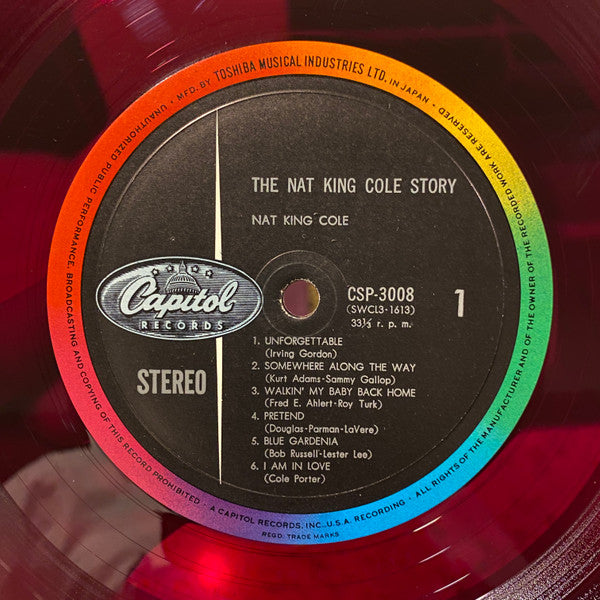 UNAUTHORIZED PUBLIC PERFORMANCE, BROADCASTING AND COPYING OF THIS RECORD PROHIBITED · A CAPITOL RECORDS, INC., U.S.A. RECORDING · ALL RIGHTS OF THE MANUFACTURER AND OF THE OWNER OF THE RECORDED WORK ARE RESERVED
· MFD. BY TOSHIBA MUSICAL INDUSTRIES LTD. IN JAPAN ·
REGD. TRADE MARKS
THE NAT KING COLE STORY
NAT KING COLE
Capitol
RECORDS
STEREO
CSP-3008
(SWCL3-1613)
33⅓ r. p. m.
1
1. UNFORGETTABLE
(Irving Gordon)
2. SOMEWHERE ALONG THE WAY
(Kurt Adams-Sammy Gallop)
3. WALKIN' MY BABY BACK HOME
(Fred E. Ahlert-Roy Turk)
4. PRETEND
(Douglas-Parman-LaVere)
5. BLUE GARDENIA
(Bob Russell-Lester Lee)
6. I AM IN LOVE
(Cole Porter)